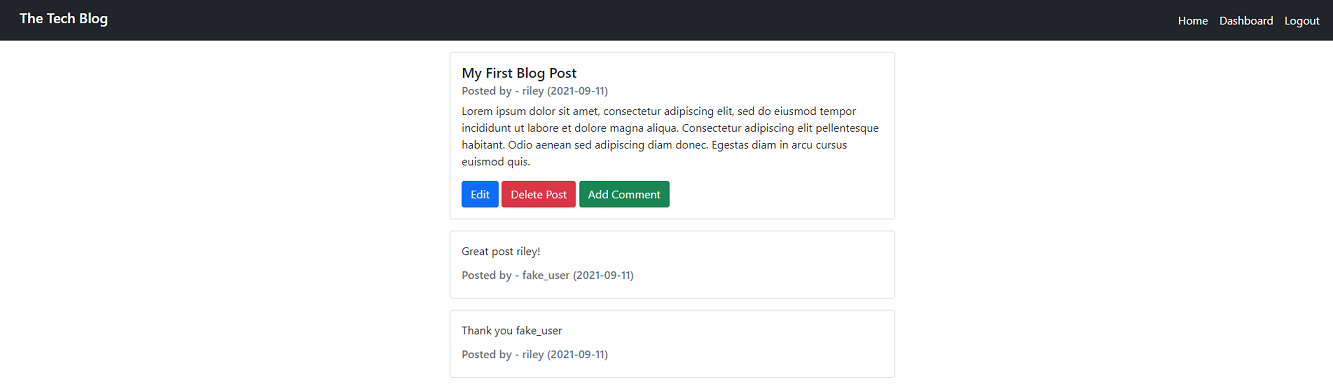 The Tech Blog
Home Dashboard Logout
My First Blog Post
Posted by - riley (2021-09-11)
Lorem ipsum dolor sit amet, consectetur adipiscing elit, sed do eiusmod tempor
incididunt ut labore et dolore magna aliqua. Consectetur adipiscing elit pellentesque
habitant. Odio aenean sed adipiscing diam donec. Egestas diam in arcu cursus
euismod quis.
Edit Delete Post Add Comment
Great post riley!
Posted by - fake_user (2021-09-11)
Thank you fake_user
Posted by - riley (2021-09-11)